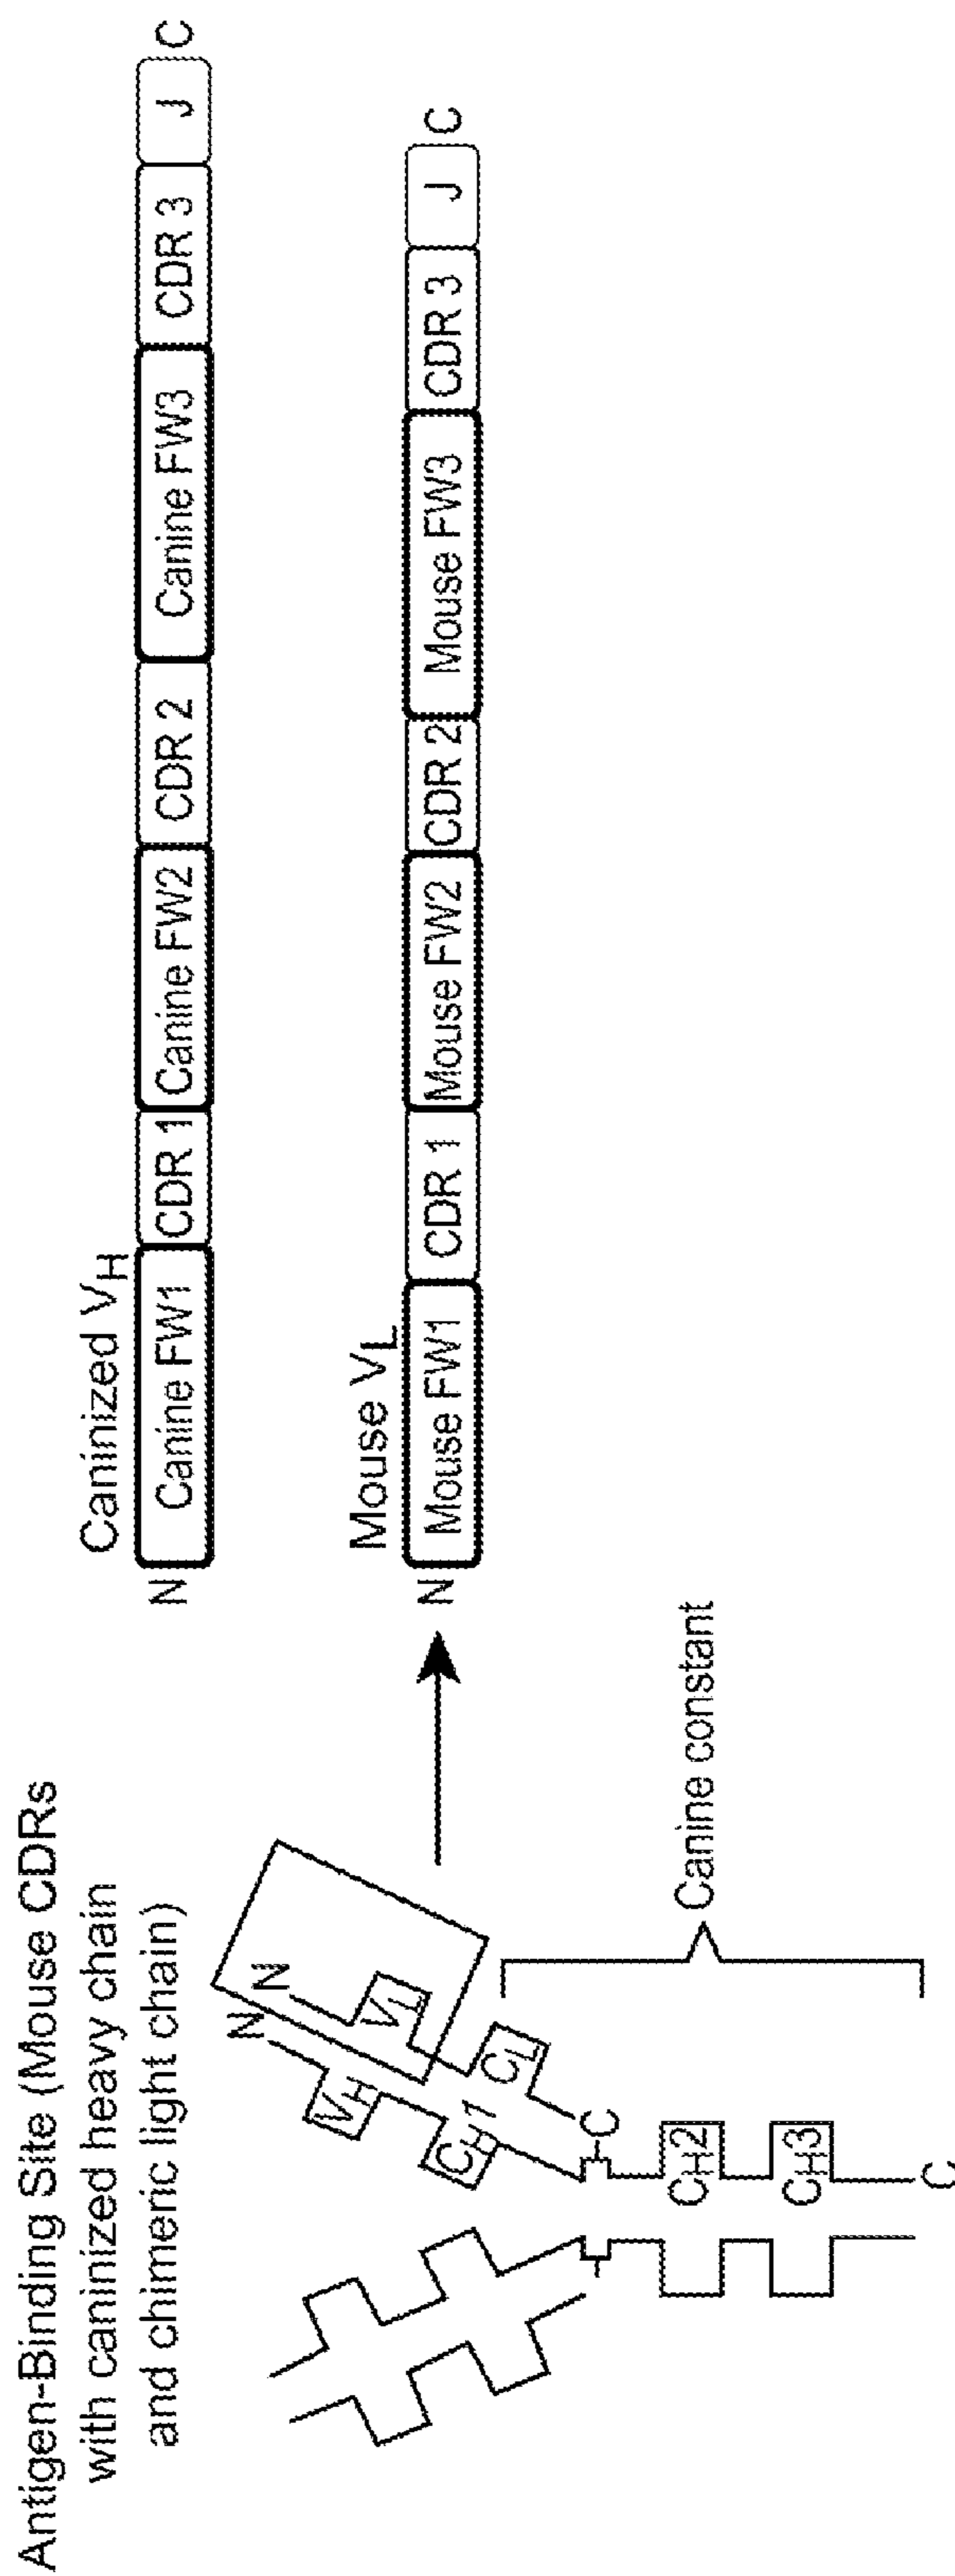 Antigen-Binding Site (Mouse CDRs
with caninized heavy chain
and chimeric light chain)
N
N
VH
VL
CH1
CL
C
CH2
CH3
C
Canine constant
Caninized VH
N Canine FW1 CDR 1 Canine FW2 CDR 2 Canine FW3 CDR 3 J C
Mouse VL
N Mouse FW1 CDR 1 Mouse FW2 CDR 2 Mouse FW3 CDR 3 J C